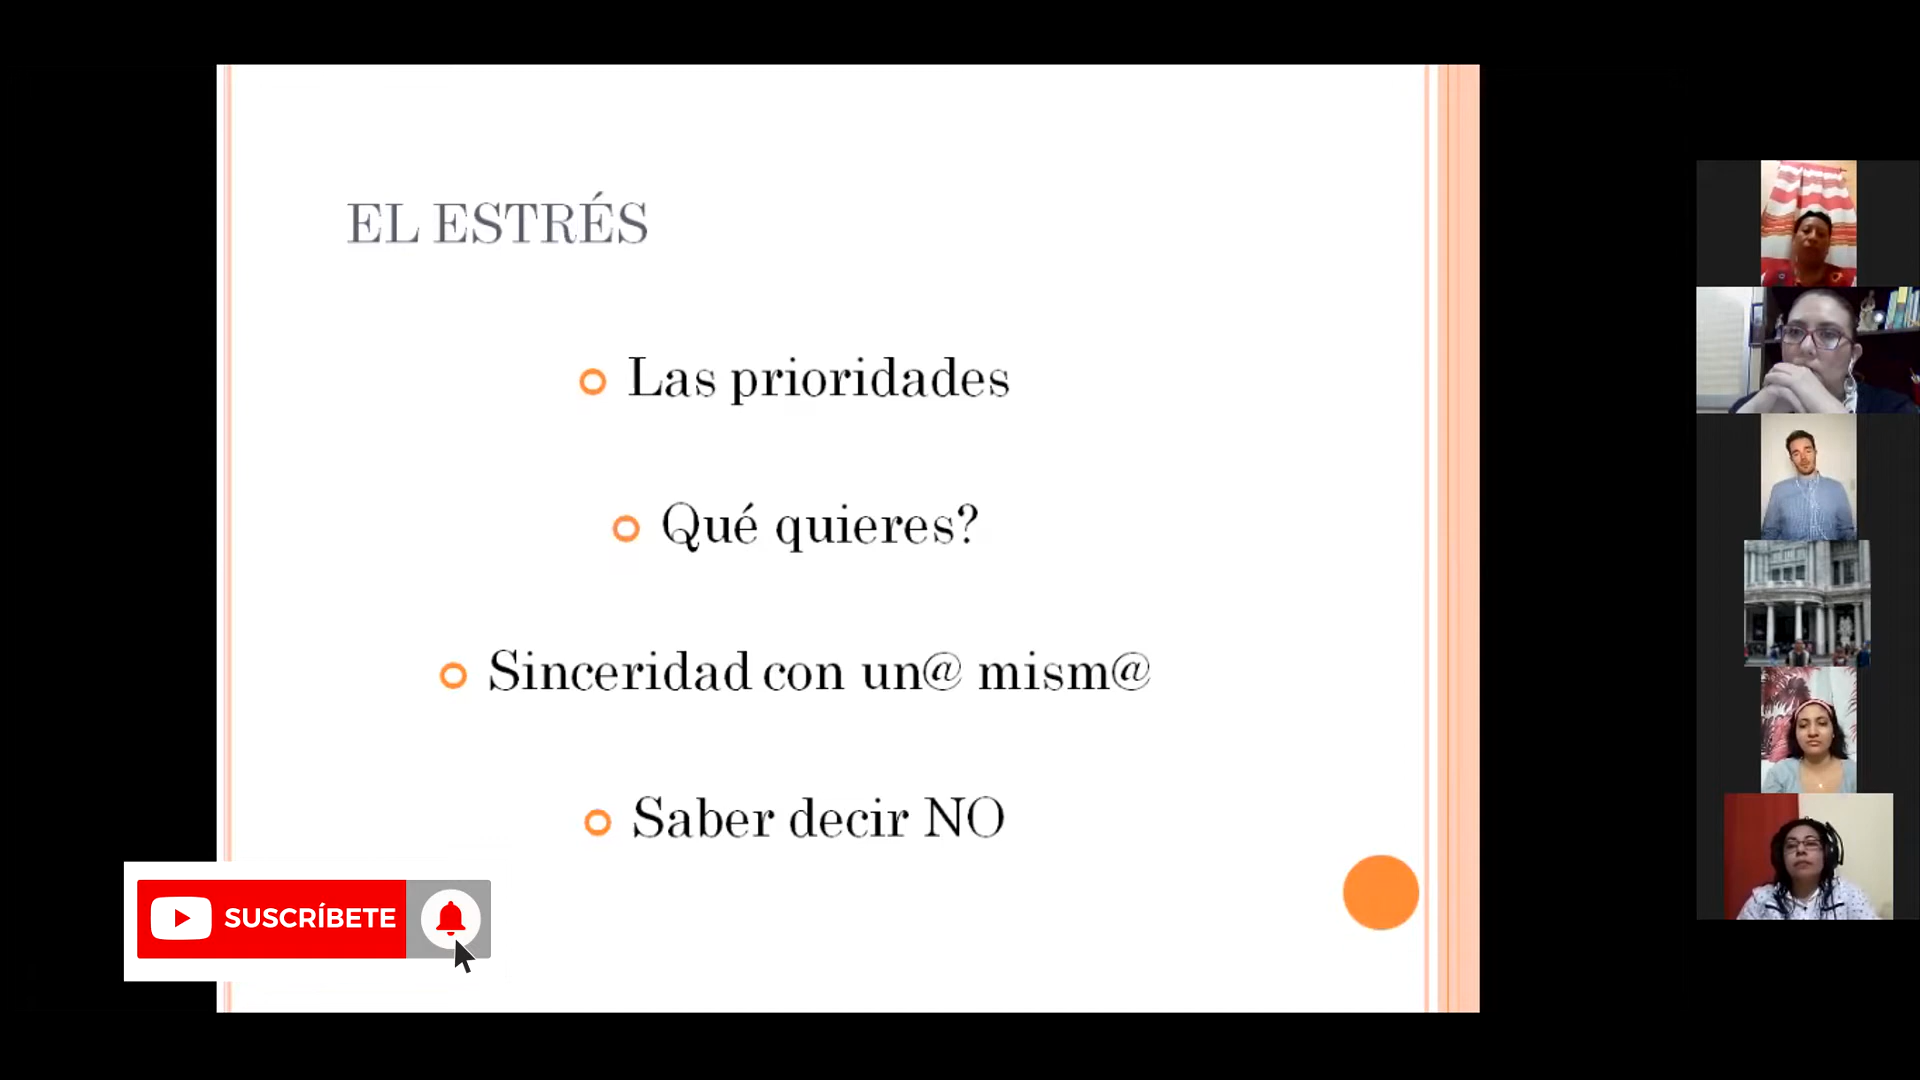 EL ESTRÉS
Las prioridades
Qué quieres?
Sinceridad con un@ mism@
Saber decir NO
SUSCRÍBETE